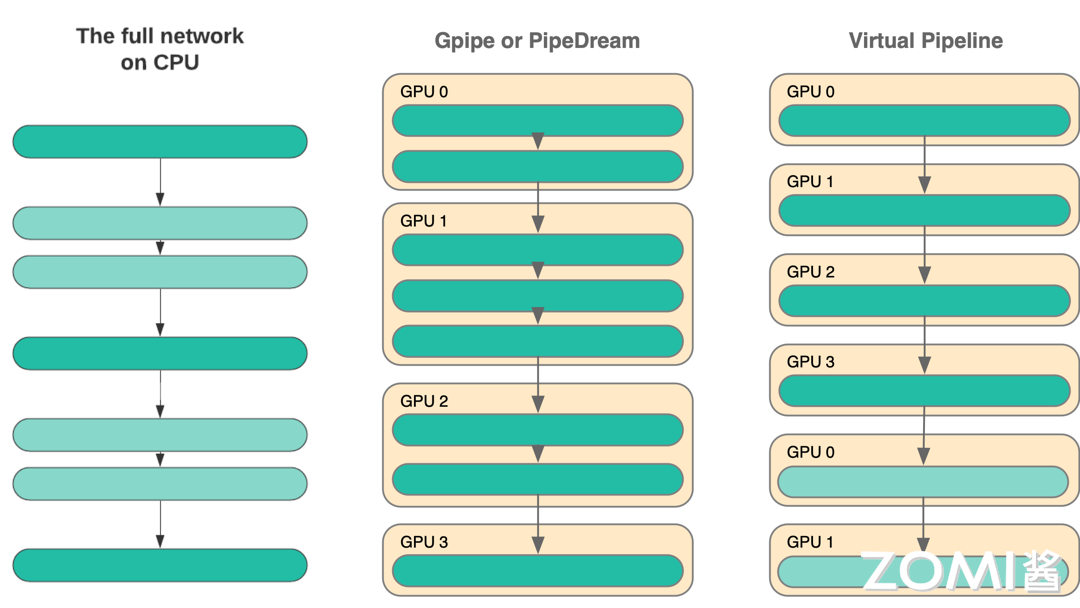 The full network
on CPU
Gpipe or PipeDream
GPU 0
GPU 1
GPU 2
GPU 3
Virtual Pipeline
GPU 0
GPU 1
GPU 2
GPU 3
GPU 0
GPU 1
ZOMI酱